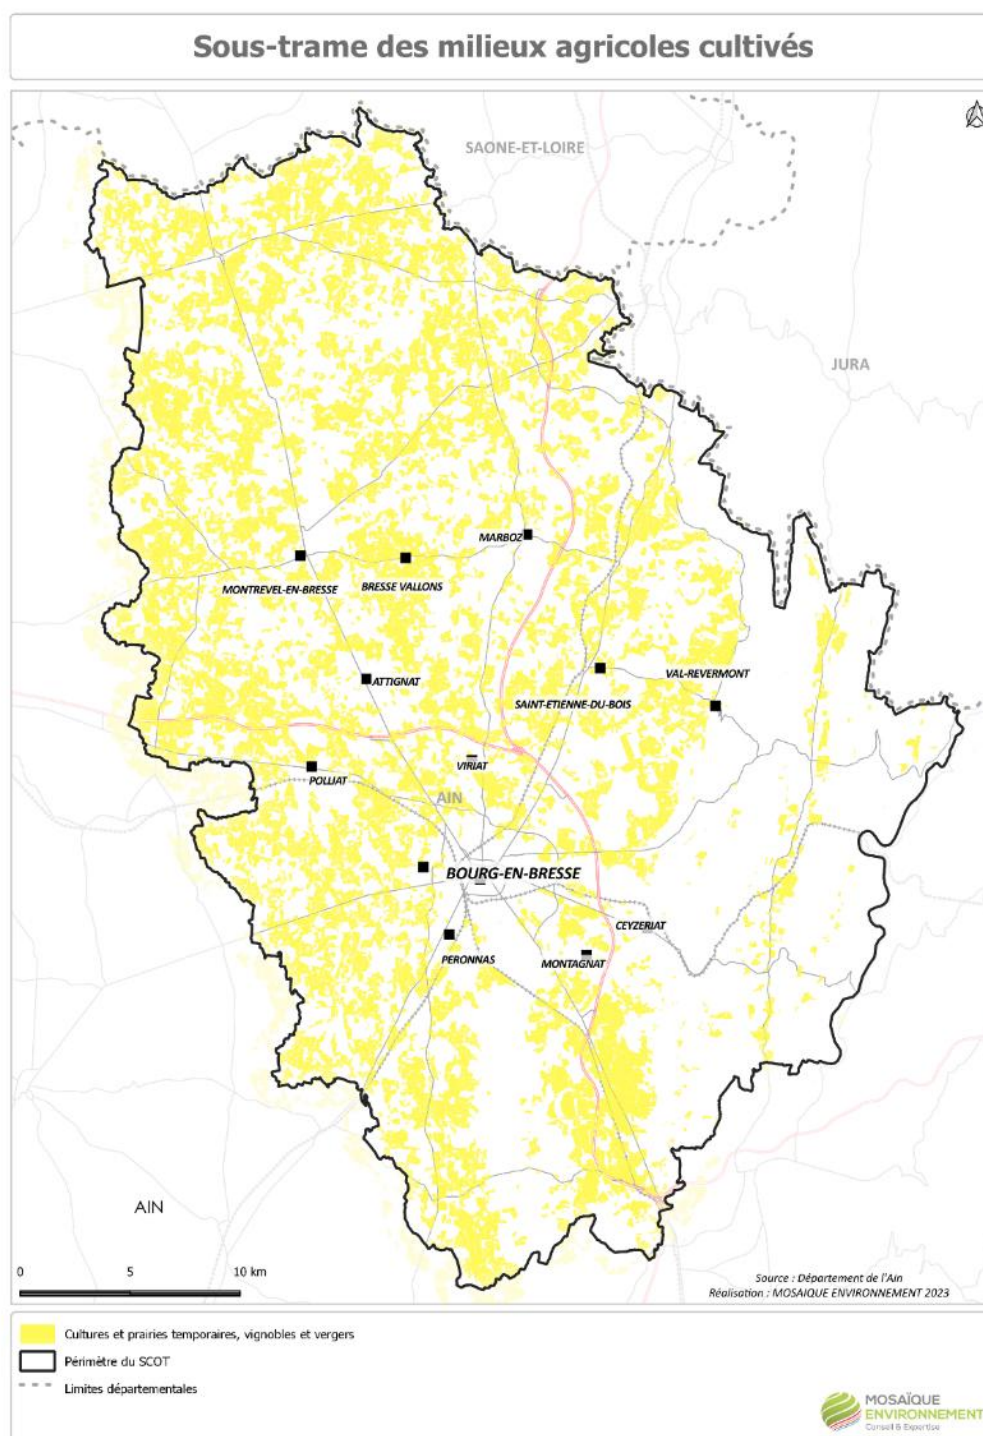 Sous-trame des milieux agricoles cultivés
SAONE-ET-LOIRE
JURA
MARBOZ
MONTREVEL-EN-BRESSE
BRESSE VALLONS
ATTIGNAT
VAL-REVERMONT
SAINT-ETIENNE-DU-BOIS
VIRIAT
POLLIAT
AIN
BOURG-EN-BRESSE
CEYZERIAT
PERONNAS
MONTAGNAT
AIN
0 5 10 km
Source : Département de l'Ain
Réalisation : MOSAIQUE ENVIRONNEMENT 2023
Cultures et prairies temporaires, vignobles et vergers
Périmètre du SCOT
Limites départementales
MOSAÏQUE
ENVIRONNEMENT
Conseil & Expertise